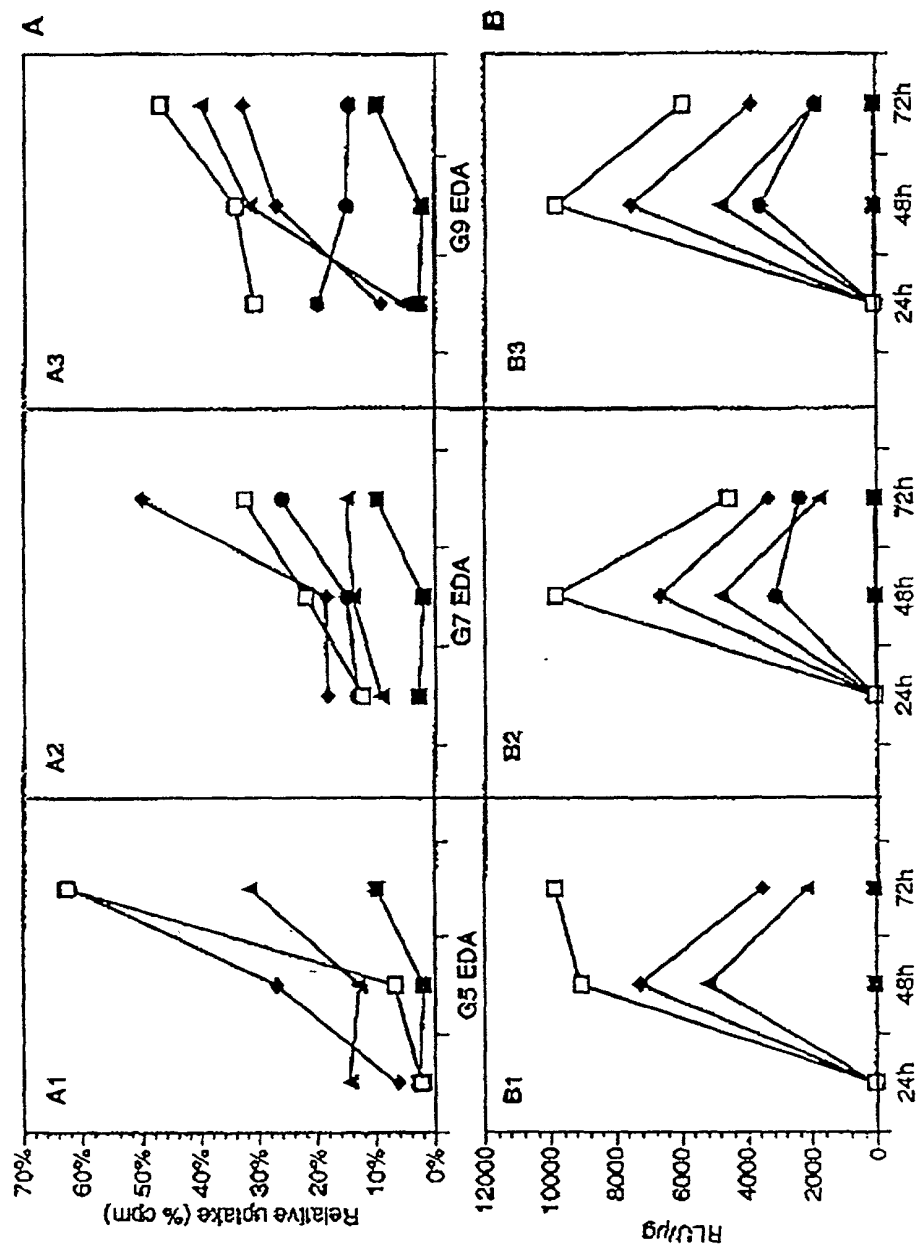 A
Relative uptake (% cpm)
70%
60%
50%
40%
30%
20%
10%
0%
A1
A2
A3
G5 EDA
G7 EDA
G9 EDA
B
RLU/µg
12000
10000
8000
6000
4000
2000
0
B1
B2
B3
24h
48h
72h
24h
48h
72h
24h
48h
72h